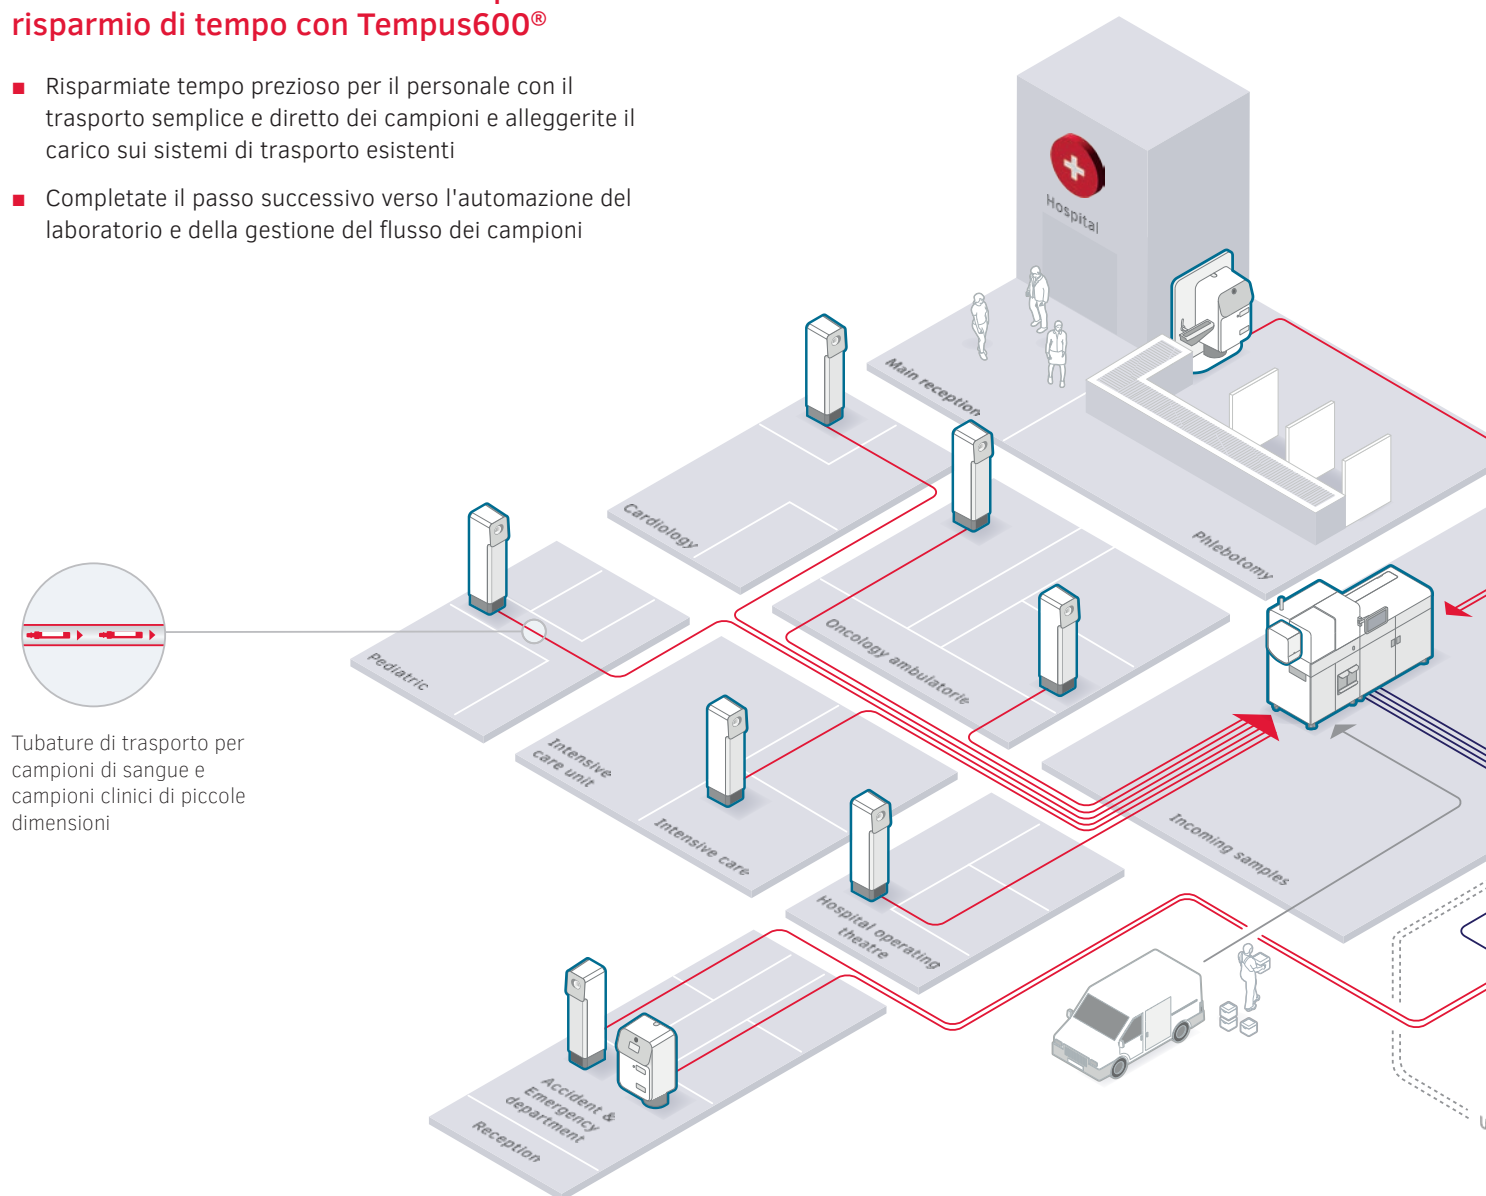 risparmio di tempo con Tempus600®
Risparmiate tempo prezioso per il personale con il
trasporto semplice e diretto dei campioni e alleggerite il
carico sui sistemi di trasporto esistenti
Completate il passo successivo verso l'automazione del
laboratorio e della gestione del flusso dei campioni
Hospital
Main reception
Phlebotomy
Cardiology
Oncology ambulatorie
Pediatric
Intensive
care unit
Intensive care
Incoming samples
Hospital operating
theatre
Accident &
Emergency
department
Reception
Tubature di trasporto per
campioni di sangue e
campioni clinici di piccole
dimensioni